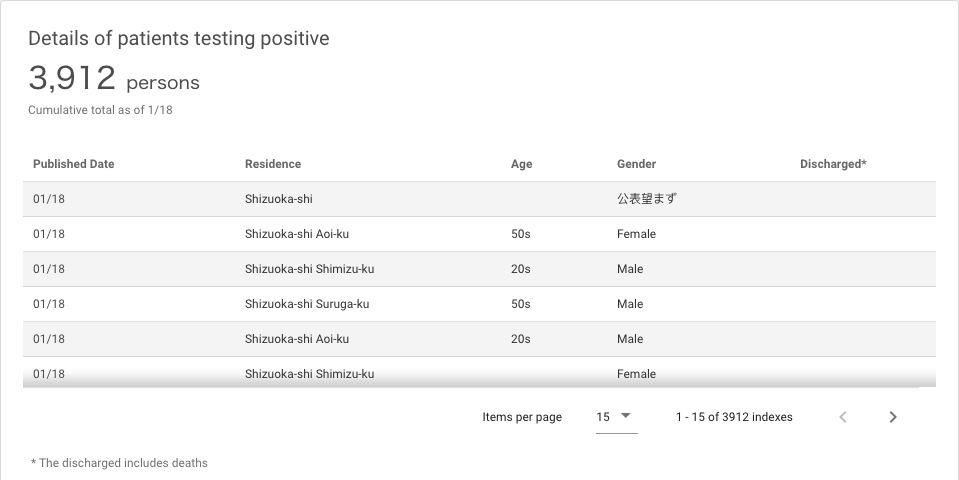 Details of patients testing positive
3,912 persons
Cumulative total as of 1/18
Published Date Residence Age Gender Discharged*
01/18 Shizuoka-shi 公表望まず
01/18 Shizuoka-shi Aoi-ku 50s Female
01/18 Shizuoka-shi Shimizu-ku 20s Male
01/18 Shizuoka-shi Suruga-ku 50s Male
01/18 Shizuoka-shi Aoi-ku 20s Male
01/18 Shizuoka-shi Shimizu-ku Female
Items per page 15 1 - 15 of 3912 indexes
* The discharged includes deaths